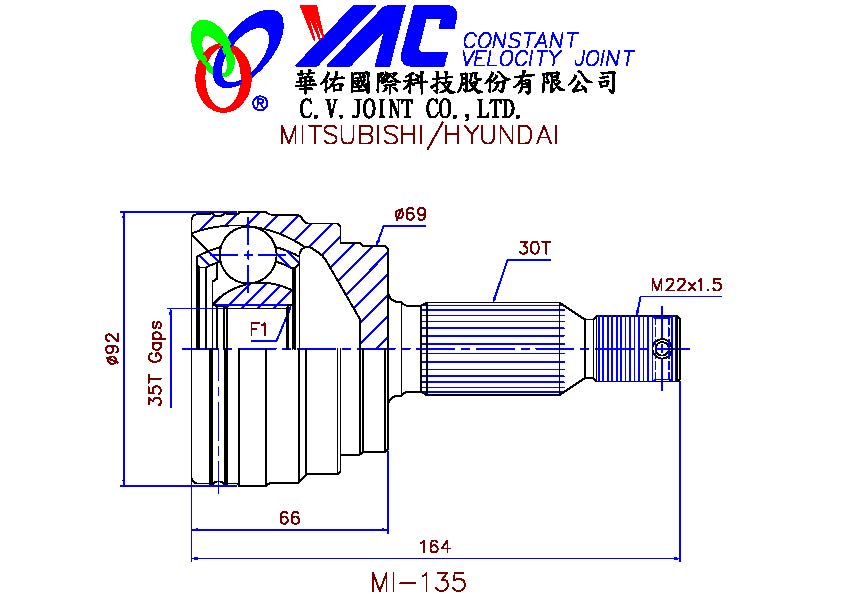 YAC CONSTANT
VELOCITY JOINT
®
華佑國際科技股份有限公司
C.V.JOINT CO.,LTD.
MITSUBISHI/HYUNDAI
ø69
30T
M22x1.5
F1
ø92
35T Gaps
66
164
MI-135